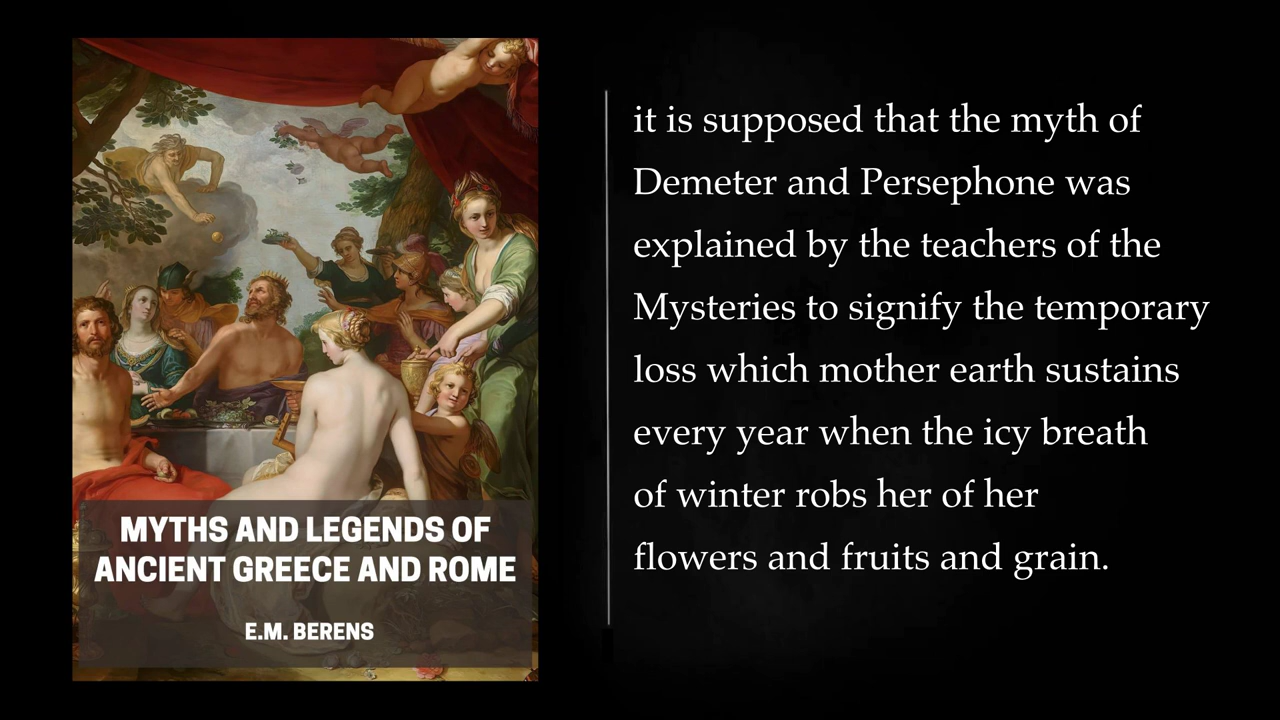 MYTHS AND LEGENDS OF
ANCIENT GREECE AND ROME
E.M. BERENS
it is supposed that the myth of
Demeter and Persephone was
explained by the teachers of the
Mysteries to signify the temporary
loss which mother earth sustains
every year when the icy breath
of winter robs her of her
flowers and fruits and grain.